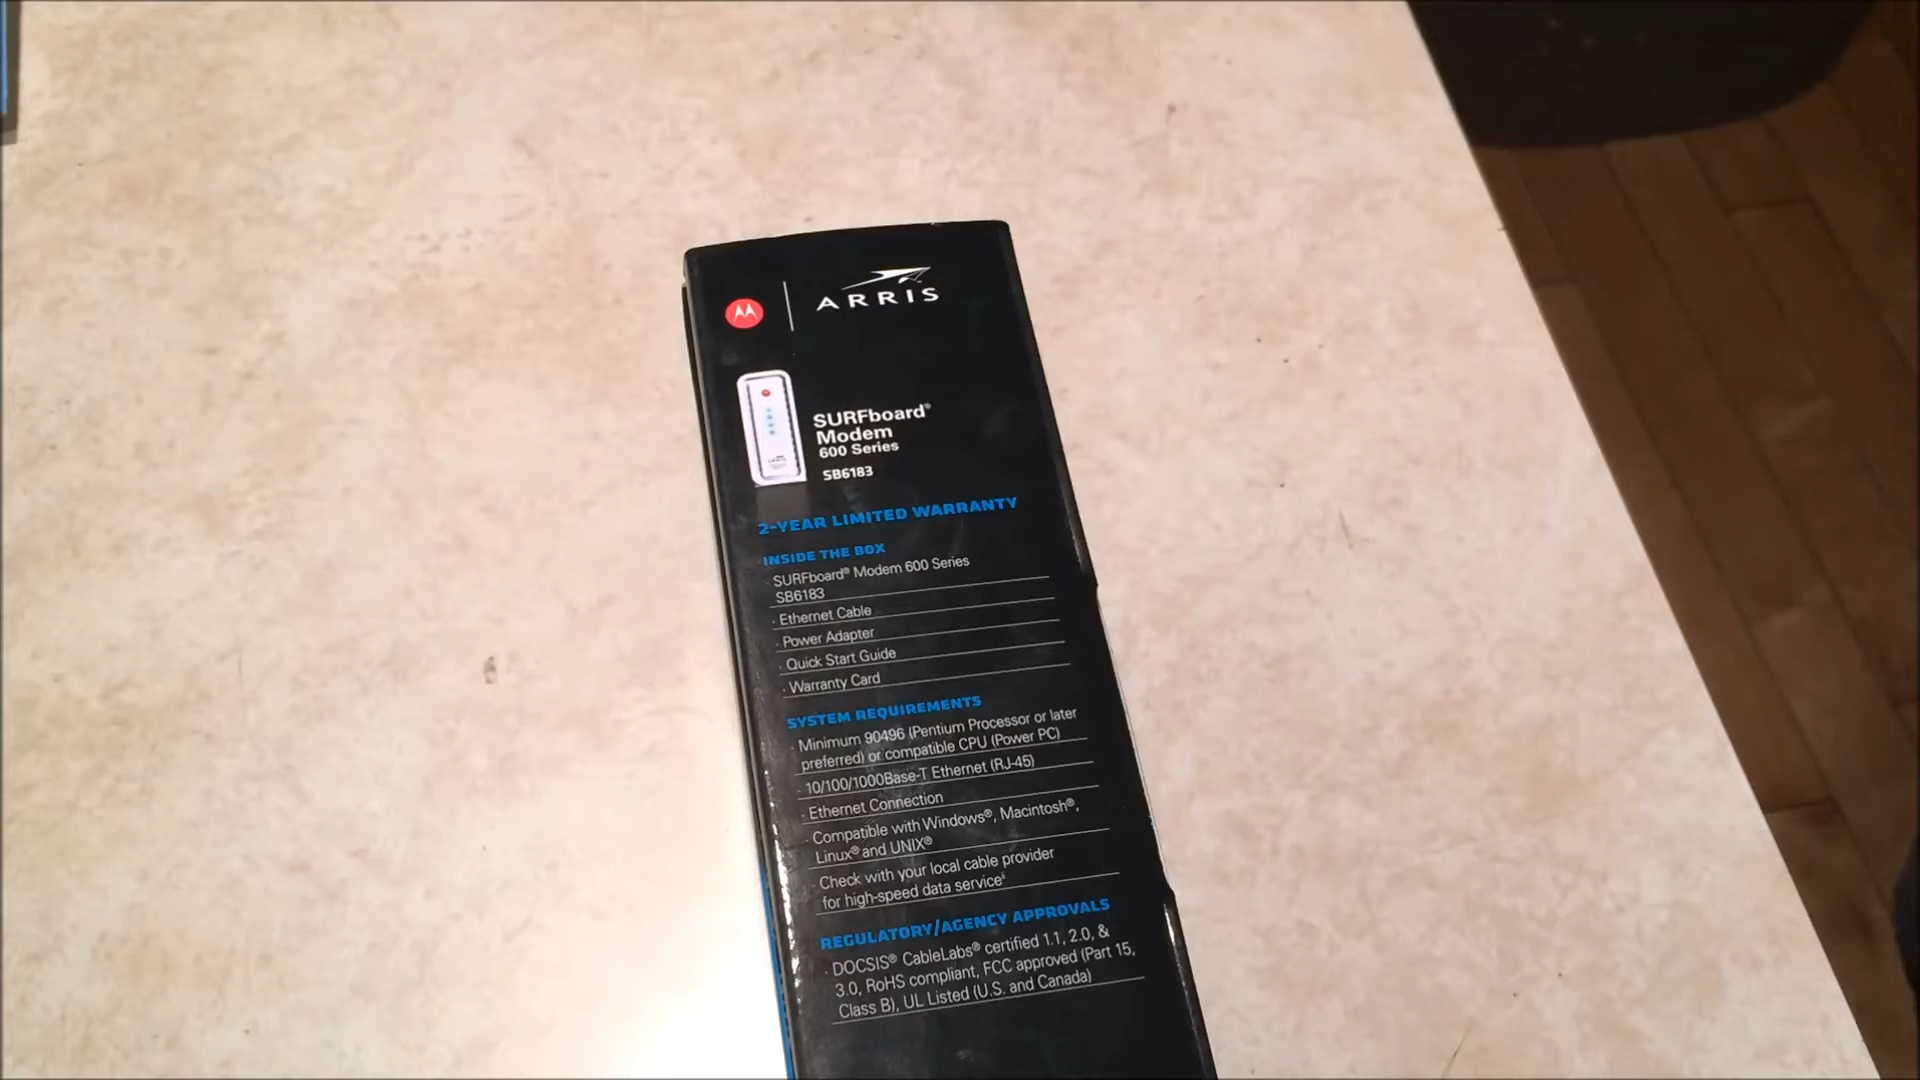 ARRIS
SURFboard®
Modem
600 Series
SB6183
2-YEAR LIMITED WARRANTY
INSIDE THE BOX
· SURFboard® Modem 600 Series
SB6183
· Ethernet Cable
· Power Adapter
· Quick Start Guide
· Warranty Card
SYSTEM REQUIREMENTS
· Minimum 90496 (Pentium Processor or later
preferred) or compatible CPU (Power PC)
· 10/100/1000Base-T Ethernet (RJ-45)
· Ethernet Connection
· Compatible with Windows®, Macintosh®,
Linux® and UNIX®
· Check with your local cable provider
for high-speed data service
REGULATORY/AGENCY APPROVALS
· DOCSIS® CableLabs® certified 1.1, 2.0, &
3.0, RoHS compliant, FCC approved (Part 15,
Class B), UL Listed (U.S. and Canada)